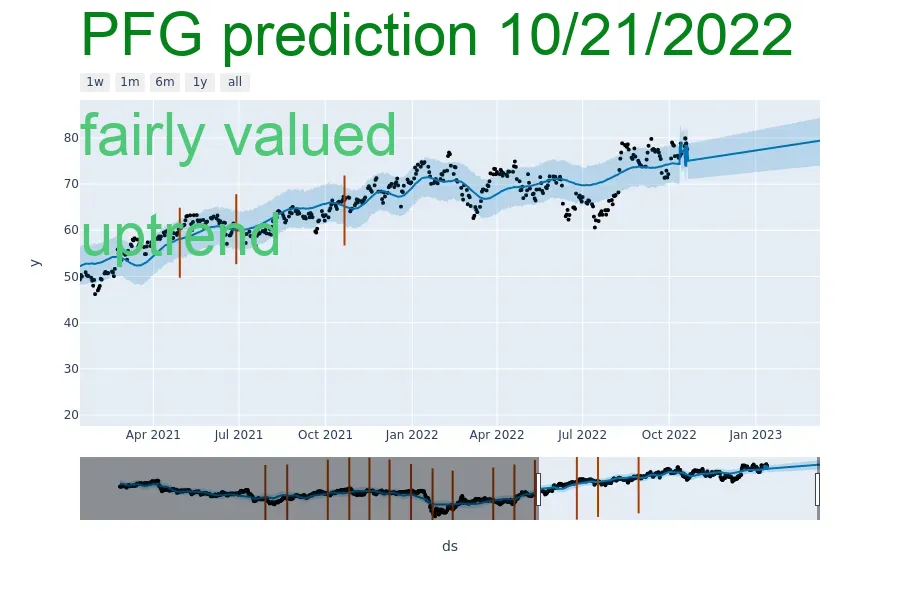 PFG prediction 10/21/2022
1w 1m 6m 1y all
fairly valued
uptrend
80
70
60
50
40
30
20
y
Apr 2021 Jul 2021 Oct 2021 Jan 2022 Apr 2022 Jul 2022 Oct 2022 Jan 2023
ds